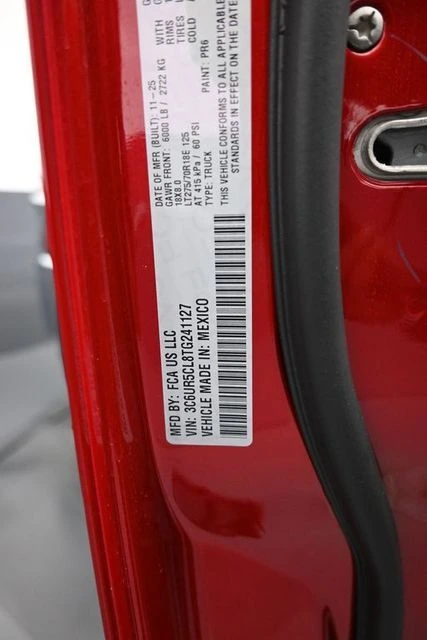 MFD BY: FCA US LLC
VIN: 3C6UR5CL8TG241127
VEHICLE MADE IN: MEXICO
DATE OF MFR (BUILT): 11-25
GAWR FRONT: 6000 LB / 2722 KG
18X8.0
LT275/70R18E 125
AT 415 kPa / 60 PSI
TYPE: TRUCK
WITH
RIMS
TIRES
COLD
PAINT: PR6
THIS VEHICLE CONFORMS TO ALL APPLICABLE
STANDARDS IN EFFECT ON THE DATE